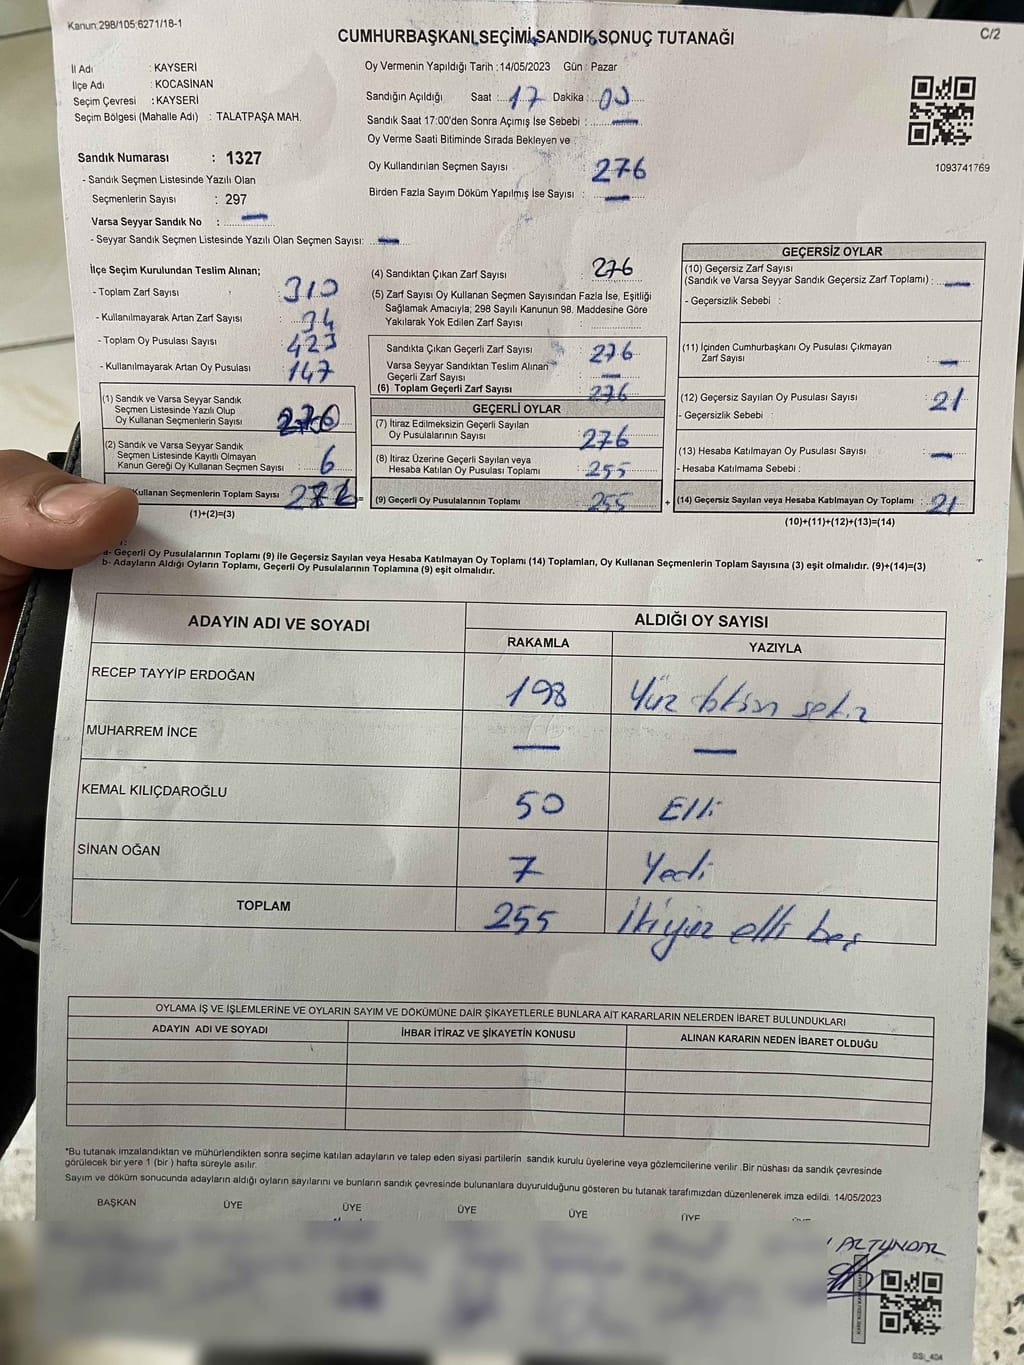 Kanun:298/105;6271/18-1
C/2
CUMHURBAŞKANI SEÇİMİ SANDIK SONUÇ TUTANAĞI
İl Adı : KAYSERİ
İlçe Adı : KOCASİNAN
Seçim Çevresi : KAYSERİ
Seçim Bölgesi (Mahalle Adı) : TALATPAŞA MAH.
Sandık Numarası : 1327
- Sandık Seçmen Listesinde Yazılı Olan
Seçmenlerin Sayısı : 297
Varsa Seyyar Sandık No : —
- Seyyar Sandık Seçmen Listesinde Yazılı Olan Seçmen Sayısı: —
Oy Vermenin Yapıldığı Tarih :14/05/2023 Gün : Pazar
Sandığın Açıldığı Saat : 17 Dakika : 00
Sandık Saat 17:00'den Sonra Açımış İse Sebebi : —
Oy Verme Saati Bitiminde Sırada Bekleyen ve
Oy Kullandırılan Seçmen Sayısı : 276
Birden Fazla Sayım Döküm Yapılmış İse Sayısı : —
1093741769
İlçe Seçim Kurulundan Teslim Alınan;
- Toplam Zarf Sayısı : 310
- Kullanılmayarak Artan Zarf Sayısı : 34
- Toplam Oy Pusulası Sayısı : 423
- Kullanılmayarak Artan Oy Pusulası : 147
(1) Sandık ve Varsa Seyyar Sandık
Seçmen Listesinde Yazılı Olup
Oy Kullanan Seçmenlerin Sayısı :
(2) Sandık ve Varsa Seyyar Sandık
Seçmen Listesinde Kayıtlı Olmayan
Kanun Gereği Oy Kullanan Seçmen Sayısı : 6
Kullanan Seçmenlerin Toplam Sayısı
(1)+(2)=(3)
(4) Sandıktan Çıkan Zarf Sayısı : 276
(5) Zarf Sayısı Oy Kullanan Seçmen Sayısından Fazla İse, Eşitliği
Sağlamak Amacıyla; 298 Sayılı Kanunun 98. Maddesine Göre
Yakılarak Yok Edilen Zarf Sayısı :
Sandıkta Çıkan Geçerli Zarf Sayısı : 276
Varsa Seyyar Sandıktan Teslim Alınan
Geçerli Zarf Sayısı : —
(6) Toplam Geçerli Zarf Sayısı : 276
GEÇERLİ OYLAR
(7) İtiraz Edilmeksizin Geçerli Sayılan
Oy Pusulalarının Sayısı : 276
(8) İtiraz Üzerine Geçerli Sayılan veya
Hesaba Katılan Oy Pusulası Toplamı : 255
(9) Geçerli Oy Pusulalarının Toplamı : 255
GEÇERSİZ OYLAR
(10) Geçersiz Zarf Sayısı
(Sandık ve Varsa Seyyar Sandık Geçersiz Zarf Toplamı) : —
- Geçersizlik Sebebi :
(11) İçinden Cumhurbaşkanı Oy Pusulası Çıkmayan
Zarf Sayısı : —
(12) Geçersiz Sayılan Oy Pusulası Sayısı : 21
- Geçersizlik Sebebi :
(13) Hesaba Katılmayan Oy Pusulası Sayısı : —
- Hesaba Katılmama Sebebi :
(14) Geçersiz Sayılan veya Hesaba Katılmayan Oy Toplamı : 21
(10)+(11)+(12)+(13)=(14)
a- Geçerli Oy Pusulalarının Toplamı (9) ile Geçersiz Sayılan veya Hesaba Katılmayan Oy Toplamı (14) Toplamları, Oy Kullanan Seçmenlerin Toplam Sayısına (3) eşit olmalıdır. (9)+(14)=(3)
b- Adayların Aldığı Oyların Toplamı, Geçerli Oy Pusulalarının Toplamına (9) eşit olmalıdır.
ADAYIN ADI VE SOYADI ALDIĞI OY SAYISI
RAKAMLA YAZIYLA
RECEP TAYYİP ERDOĞAN 198 Yüz doksan sekiz
MUHARREM İNCE — —
KEMAL KILIÇDAROĞLU 50 Elli
SİNAN OĞAN 7 Yedi
TOPLAM 255 İkiyüz elli beş
OYLAMA İŞ VE İŞLEMLERİNE VE OYLARIN SAYIM VE DÖKÜMÜNE DAİR ŞİKAYETLERLE BUNLARA AİT KARARLARIN NELERDEN İBARET BULUNDUKLARI
ADAYIN ADI VE SOYADI İHBAR İTİRAZ VE ŞİKAYETİN KONUSU ALINAN KARARIN NEDEN İBARET OLDUĞU
*Bu tutanak imzalandıktan ve mühürlendikten sonra seçime katılan adayların ve talep eden siyasi partilerin sandık kurulu üyelerine veya gözlemcilerine verilir .Bir nüshası da sandık çevresinde
görülecek bir yere 1 (bir ) hafta süreyle asılır.
Sayım ve döküm sonucunda adayların aldığı oyların sayılarını ve bunların sandık çevresinde bulunanlara duyurulduğunu gösteren bu tutanak tarafımızdan düzenlenerek imza edildi. 14/05/2023
BAŞKAN ÜYE ÜYE ÜYE ÜYE ÜYE
ALTUNDAL